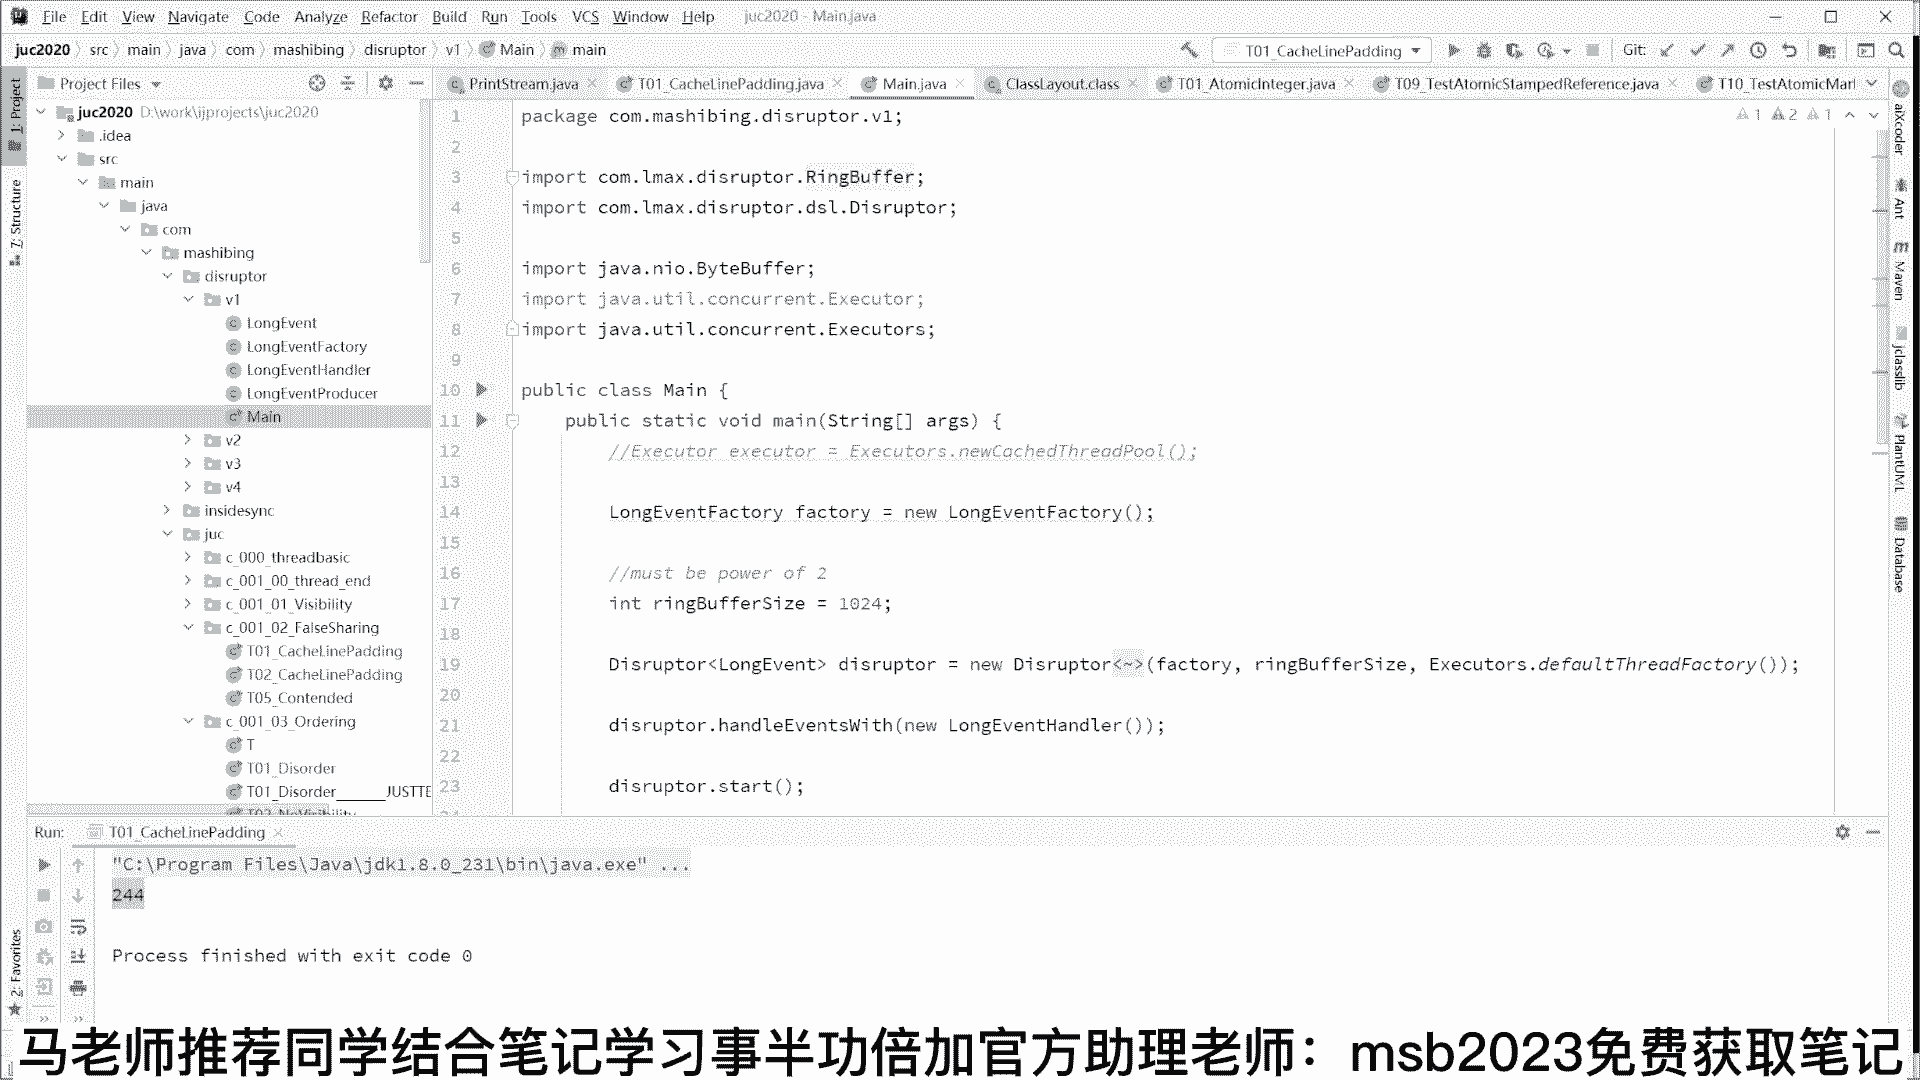 File Edit View Navigate Code Analyze Refactor Build Run Tools VCS Window Help juc2020 - Main.java
juc2020 src main java com mashibing disruptor v1 Main main T01_CacheLinePadding Git:
Project Files PrintStream.java T01_CacheLinePadding.java Main.java ClassLayout.class T01_AtomicInteger.java T09_TestAtomicStampedReference.java T10_TestAtomicMarl
1: Project
7: Structure
2: Favorites
juc2020 D:\work\ijprojects\juc2020
.idea
src
main
java
com
mashibing
disruptor
v1
LongEvent
LongEventFactory
LongEventHandler
LongEventProducer
Main
v2
v3
v4
insidesync
juc
c_000_threadbasic
c_001_00_thread_end
c_001_01_Visibility
c_001_02_FalseSharing
T01_CacheLinePadding
T02_CacheLinePadding
T05_Contended
c_001_03_Ordering
T
T01_Disorder
T01_Disorder______JUSTTE
1 package com.mashibing.disruptor.v1;
2
3 import com.lmax.disruptor.RingBuffer;
4 import com.lmax.disruptor.dsl.Disruptor;
5
6 import java.nio.ByteBuffer;
7 import java.util.concurrent.Executor;
8 import java.util.concurrent.Executors;
9
10 public class Main {
11 public static void main(String[] args) {
12 //Executor executor = Executors.newCachedThreadPool();
13
14 LongEventFactory factory = new LongEventFactory();
15
16 //must be power of 2
17 int ringBufferSize = 1024;
18
19 Disruptor<LongEvent> disruptor = new Disruptor<~>(factory, ringBufferSize, Executors.defaultThreadFactory());
20
21 disruptor.handleEventsWith(new LongEventHandler());
22
23 disruptor.start();
1 2 1
aiXcoder
Ant
Maven
jclasslib
PlantUML
Database
Run: T01_CacheLinePadding
"C:\Program Files\Java\jdk1.8.0_231\bin\java.exe" ...
244
Process finished with exit code 0
马老师推荐同学结合笔记学习事半功倍加官方助理老师：msb2023免费获取笔记